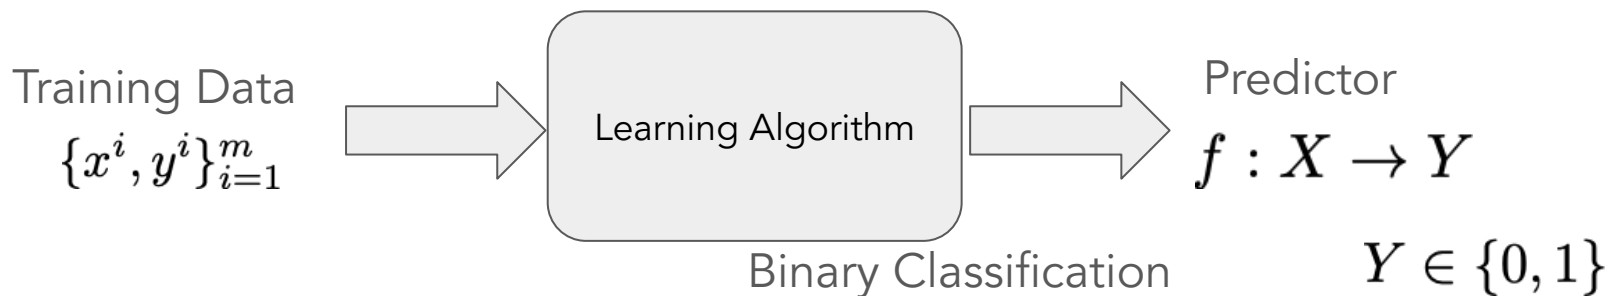 Training Data
{x^i, y^i}_{i=1}^m
Learning Algorithm
Predictor
f : X → Y
Binary Classification
Y ∈ {0, 1}